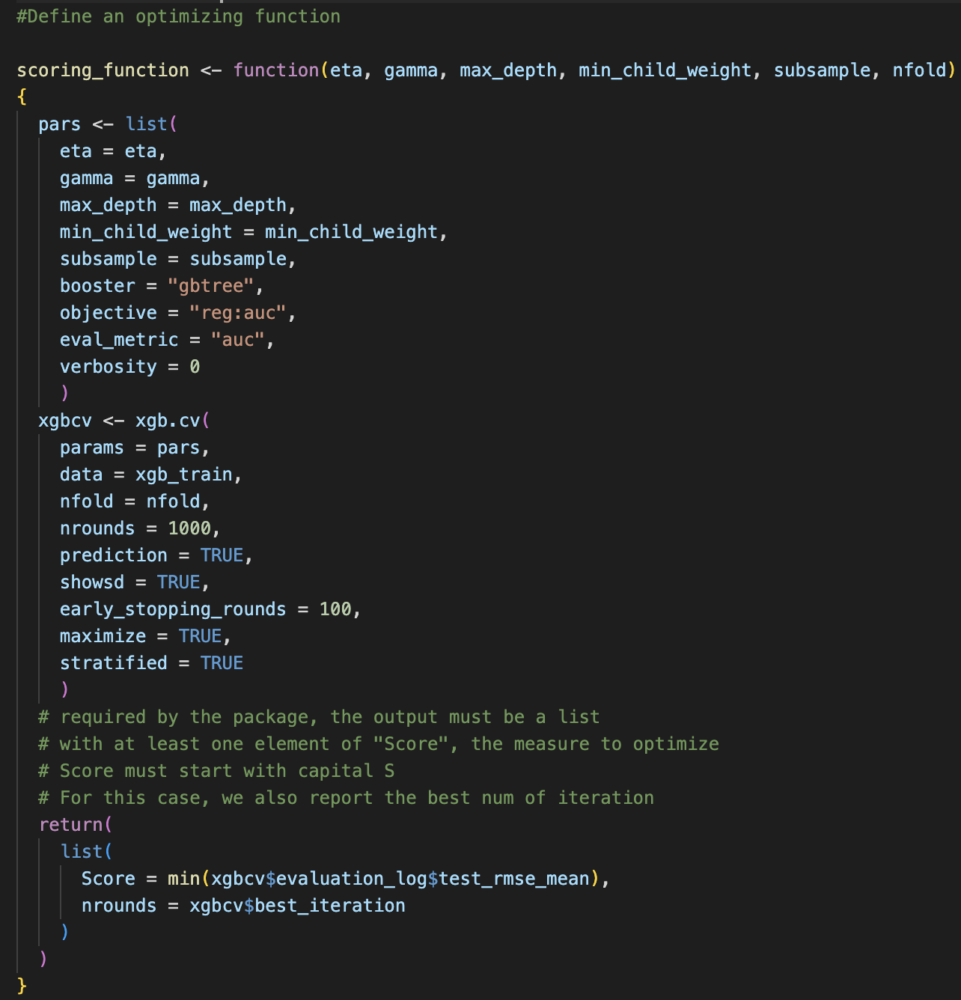 #Define an optimizing function
scoring_function <- function(eta, gamma, max_depth, min_child_weight, subsample, nfold)
{
  pars <- list(
    eta = eta,
    gamma = gamma,
    max_depth = max_depth,
    min_child_weight = min_child_weight,
    subsample = subsample,
    booster = "gbtree",
    objective = "reg:auc",
    eval_metric = "auc",
    verbosity = 0
    )
  xgbcv <- xgb.cv(
    params = pars,
    data = xgb_train,
    nfold = nfold,
    nrounds = 1000,
    prediction = TRUE,
    showsd = TRUE,
    early_stopping_rounds = 100,
    maximize = TRUE,
    stratified = TRUE
    )
  # required by the package, the output must be a list
  # with at least one element of "Score", the measure to optimize
  # Score must start with capital S
  # For this case, we also report the best num of iteration
  return(
    list(
      Score = min(xgbcv$evaluation_log$test_rmse_mean),
      nrounds = xgbcv$best_iteration
    )
  )
}